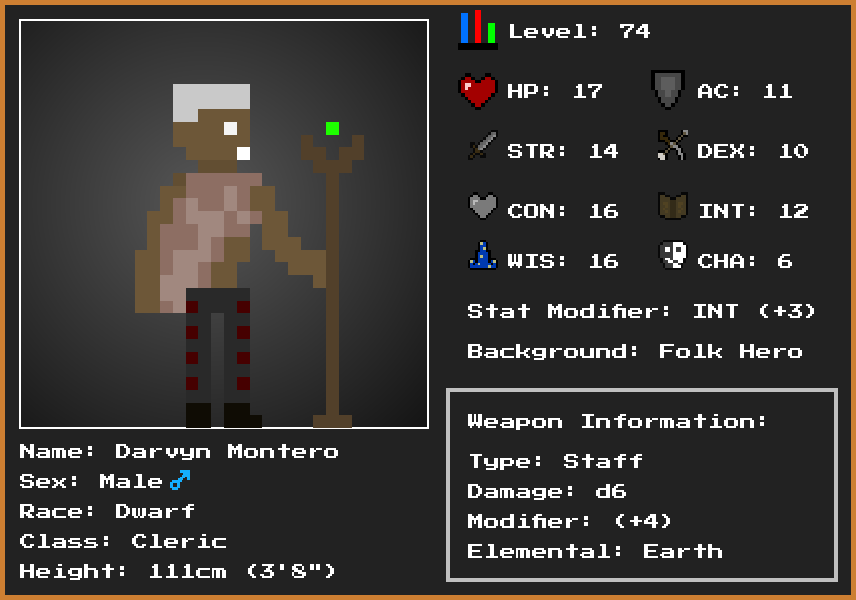 Level: 74
HP: 17
AC: 11
STR: 14
DEX: 10
CON: 16
INT: 12
WIS: 16
CHA: 6
Stat Modifier: INT (+3)
Background: Folk Hero
Weapon Information:
Type: Staff
Damage: d6
Modifier: (+4)
Elemental: Earth
Name: Darvyn Montero
Sex: Male ♂
Race: Dwarf
Class: Cleric
Height: 111cm (3'8")